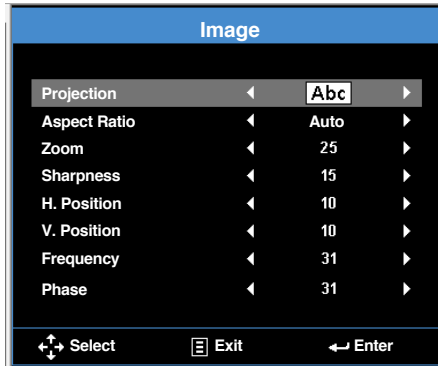 Image
Projection Abc
Aspect Ratio Auto
Zoom 25
Sharpness 15
H. Position 10
V. Position 10
Frequency 31
Phase 31
Select Exit Enter